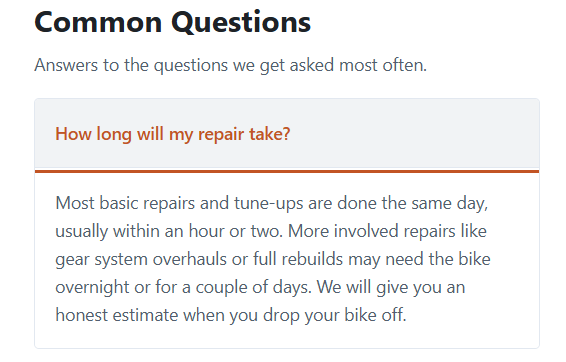 Common Questions
Answers to the questions we get asked most often.
How long will my repair take?
Most basic repairs and tune-ups are done the same day,
usually within an hour or two. More involved repairs like
gear system overhauls or full rebuilds may need the bike
overnight or for a couple of days. We will give you an
honest estimate when you drop your bike off.